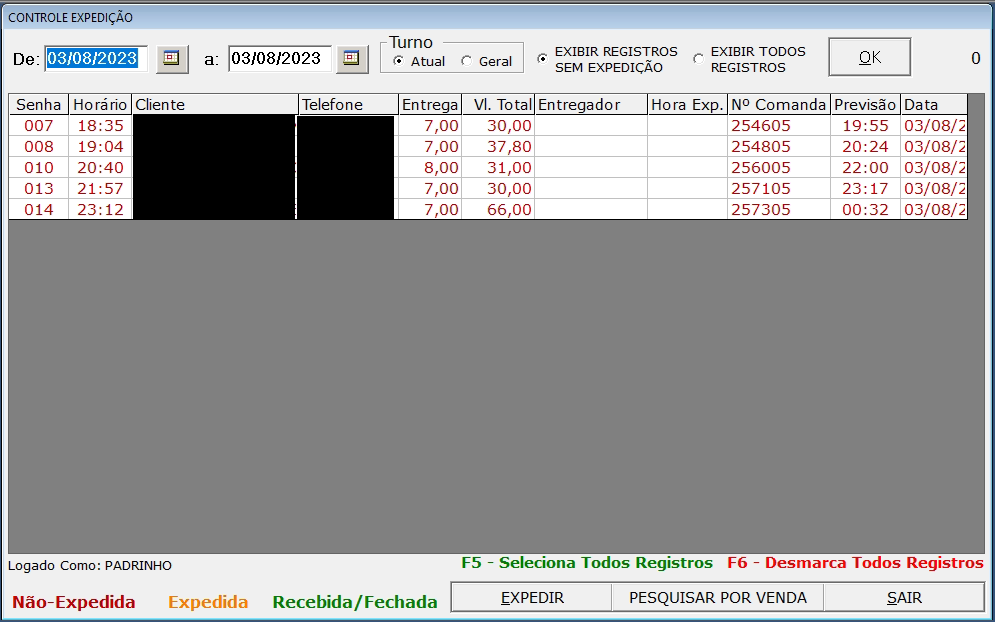 CONTROLE EXPEDIÇÃO
De: 03/08/2023 a: 03/08/2023 Turno Atual Geral EXIBIR REGISTROS SEM EXPEDIÇÃO EXIBIR TODOS REGISTROS OK 0
Senha Horário Cliente Telefone Entrega Vl. Total Entregador Hora Exp. Nº Comanda Previsão Data
007 18:35 7,00 30,00 254605 19:55 03/08/2
008 19:04 7,00 37,80 254805 20:24 03/08/2
010 20:40 8,00 31,00 256005 22:00 03/08/2
013 21:57 7,00 30,00 257105 23:17 03/08/2
014 23:12 7,00 66,00 257305 00:32 03/08/2
Logado Como: PADRINHO F5 - Seleciona Todos Registros F6 - Desmarca Todos Registros
Não-Expedida Expedida Recebida/Fechada EXPEDIR PESQUISAR POR VENDA SAIR